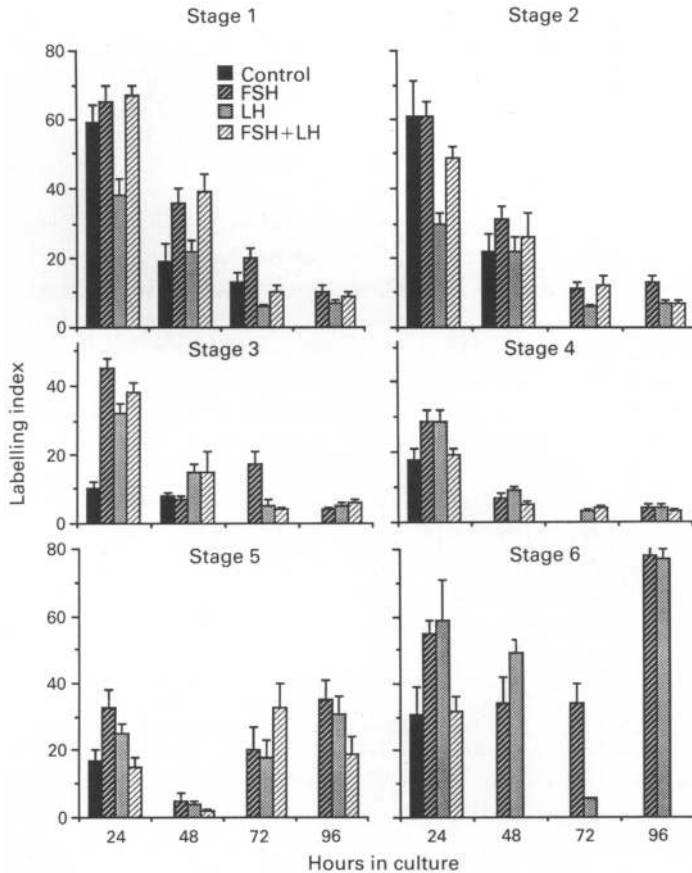 Stage 1
Stage 2
80
60
40
20
0
Control
FSH
LH
FSH+LH
Stage 3
Stage 4
40
20
0
Labelling index
Stage 5
Stage 6
80
60
40
20
0
24 48 72 96
24 48 72 96
Hours in culture